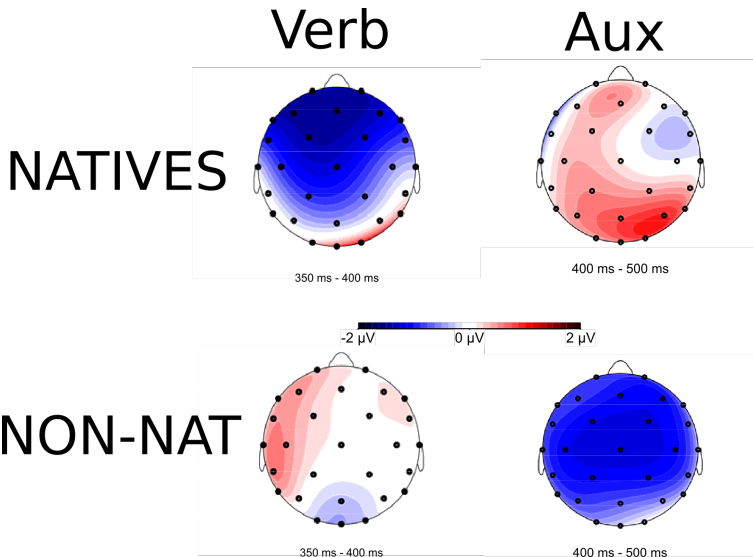 Verb Aux
NATIVES
350 ms - 400 ms
400 ms - 500 ms
-2 µV 0 µV 2 µV
NON-NAT
350 ms - 400 ms
400 ms - 500 ms